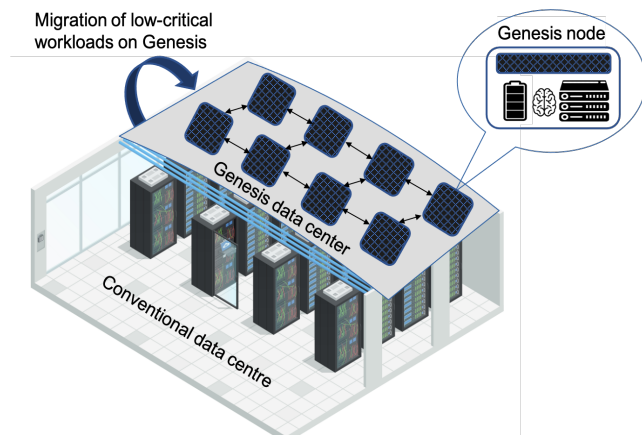 Migration of low-critical
workloads on Genesis
Genesis node
Genesis data center
Conventional data centre